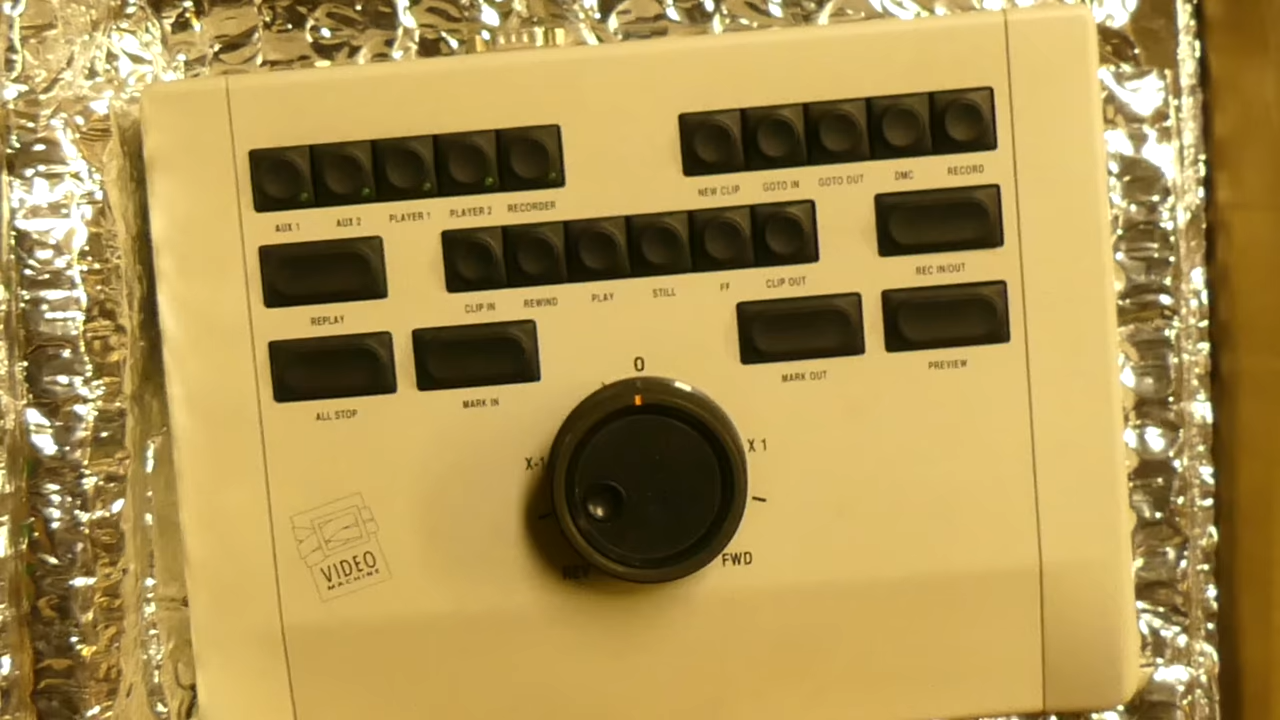 AUX 1 AUX 2 PLAYER 1 PLAYER 2 RECORDER
NEW CLIP GOTO IN GOTO OUT DMC RECORD
REPLAY
CLIP IN REWIND PLAY STILL FF CLIP OUT
REC IN/OUT
ALL STOP
MARK IN
MARK OUT
PREVIEW
0
X-1
X 1
REV
FWD
VIDEO
MACHINE